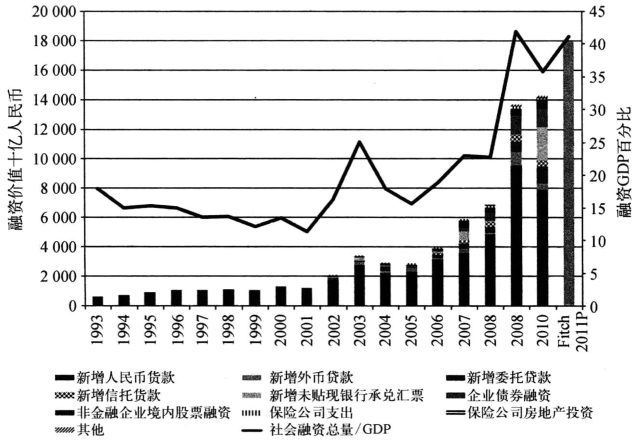 融资价值十亿人民币
20 000
18 000
16 000
14 000
12 000
10 000
8 000
6 000
4 000
2 000
0
45
40
35
30
25
20
15
10
5
0
融资GDP百分比
1993
1994
1995
1996
1997
1998
1999
2000
2001
2002
2003
2004
2005
2006
2007
2008
2008
2010
Fitch
2011P
新增人民币货款
新增外币贷款
新增委托贷款
新增信托货款
新增未贴现银行承兑汇票
企业债券融资
非金融企业境内股票融资
保险公司支出
保险公司房地产投资
其他
社会融资总量/GDP